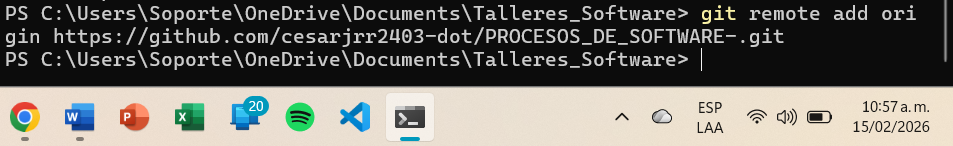 PS C:\Users\Soporte\OneDrive\Documents\Talleres_Software> git remote add ori
gin https://github.com/cesarjrr2403-dot/PROCESOS_DE_SOFTWARE-.git
PS C:\Users\Soporte\OneDrive\Documents\Talleres_Software>
W P X 20 >_ ESP 10:57 a. m.
LAA 15/02/2026